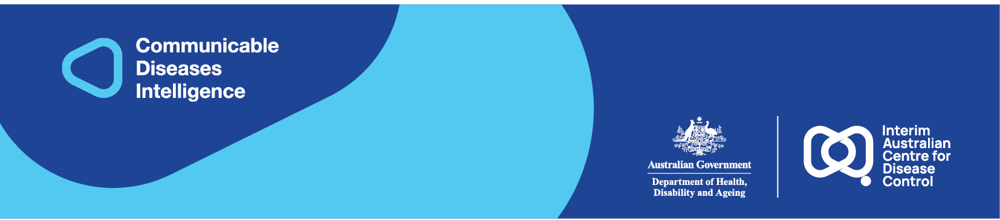 Communicable
Diseases
Intelligence
Australian Government
Department of Health,
Disability and Ageing
Interim
Australian
Centre for
Disease
Control